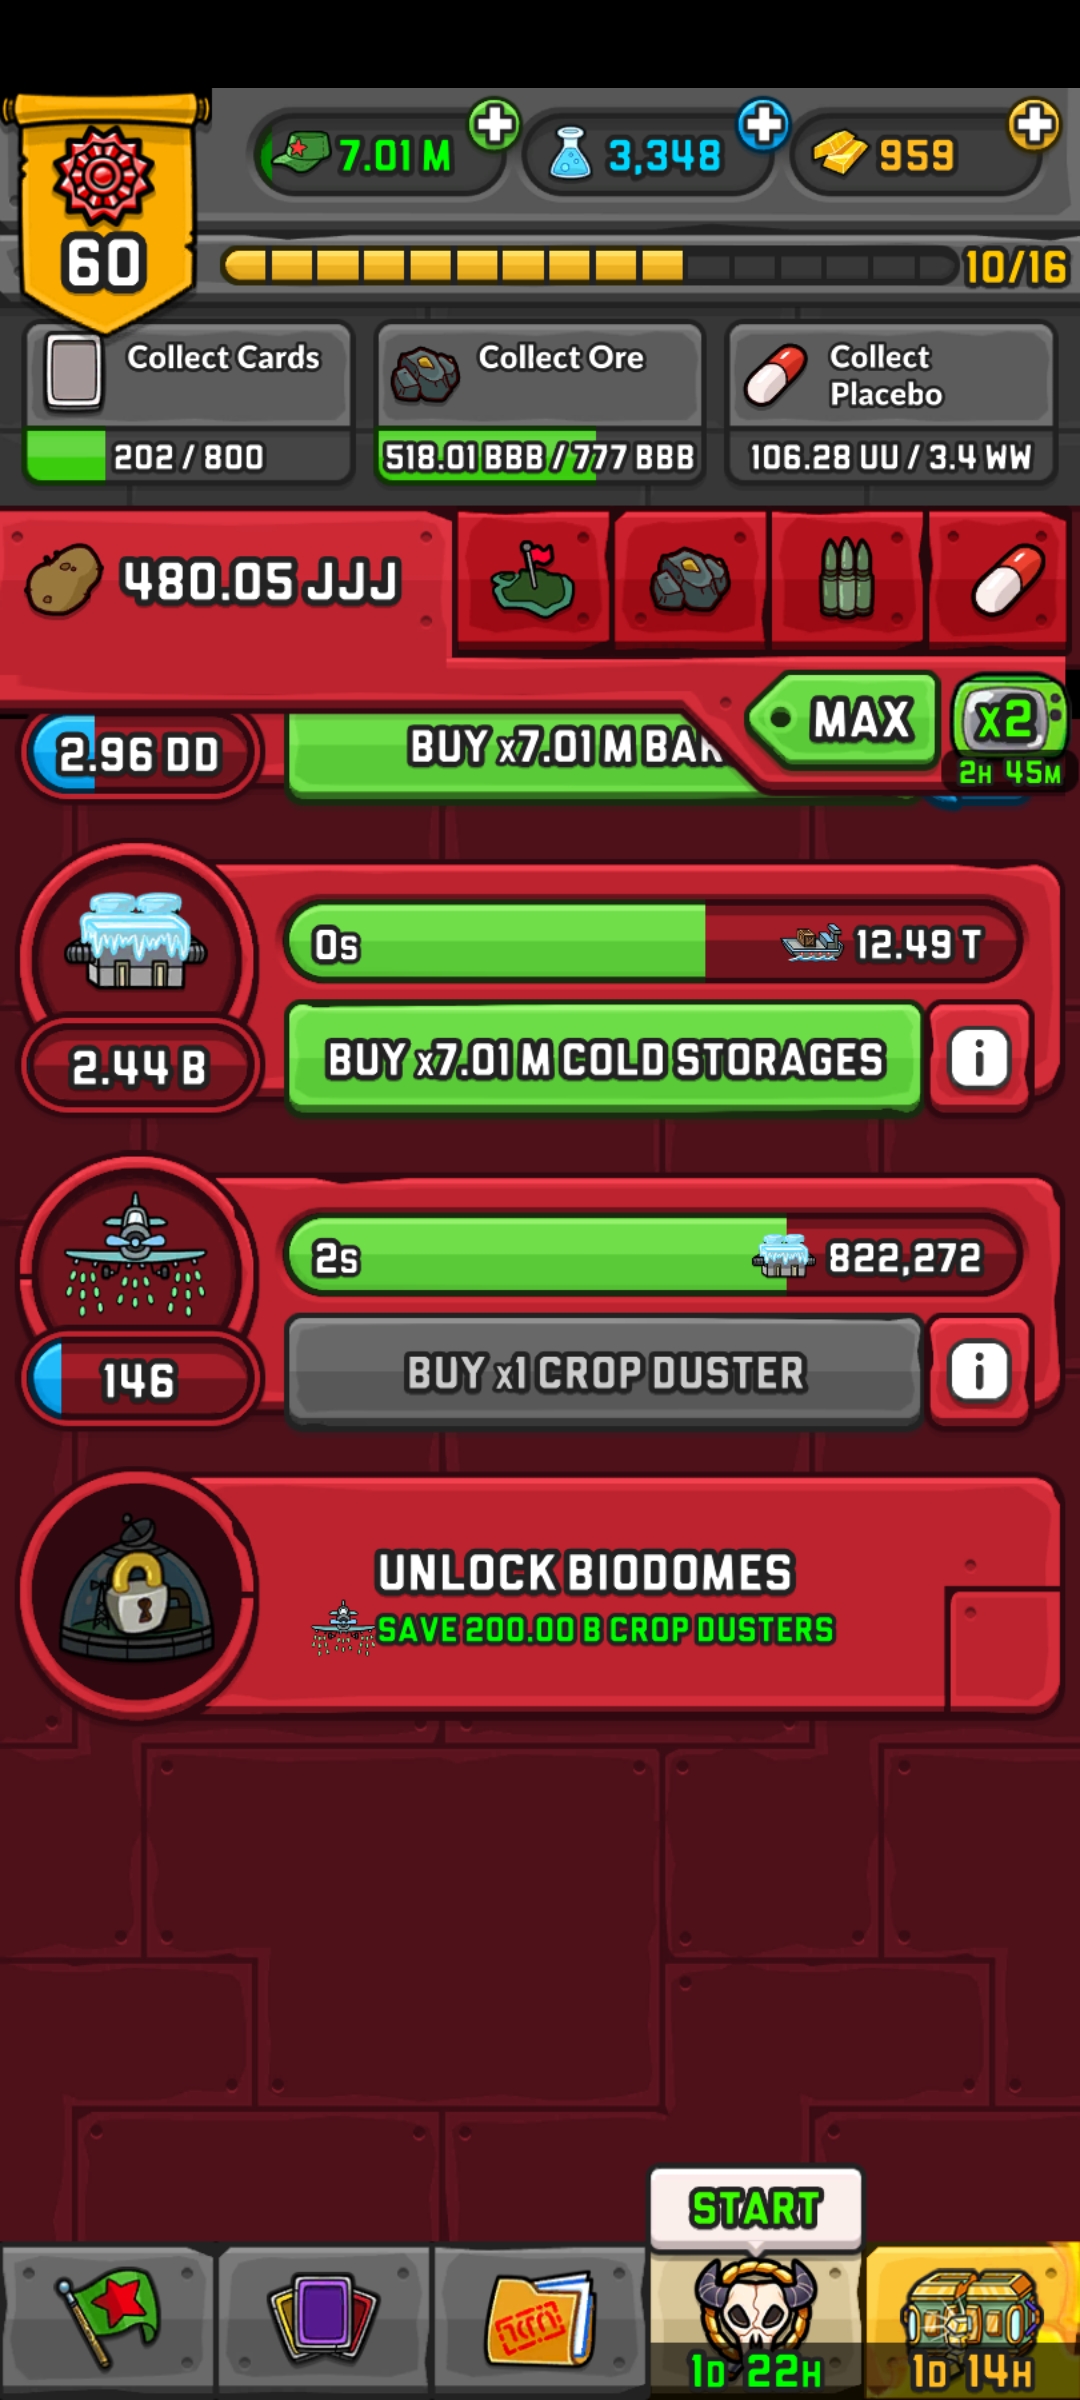 7.01 M
3,348
959
60
10/16
Collect Cards
202 / 800
Collect Ore
518.01 BBB / 777 BBB
Collect
Placebo
106.28 UU / 3.4 WW
480.05 JJJ
MAX
x2
2H 45M
2.96 DD
BUY x7.01 M BAR
0s
12.49 T
2.44 B
BUY x7.01 M COLD STORAGES
i
2s
822,272
146
BUY x1 CROP DUSTER
i
UNLOCK BIODOMES
SAVE 200.00 B CROP DUSTERS
START
1D 22H
1D 14H